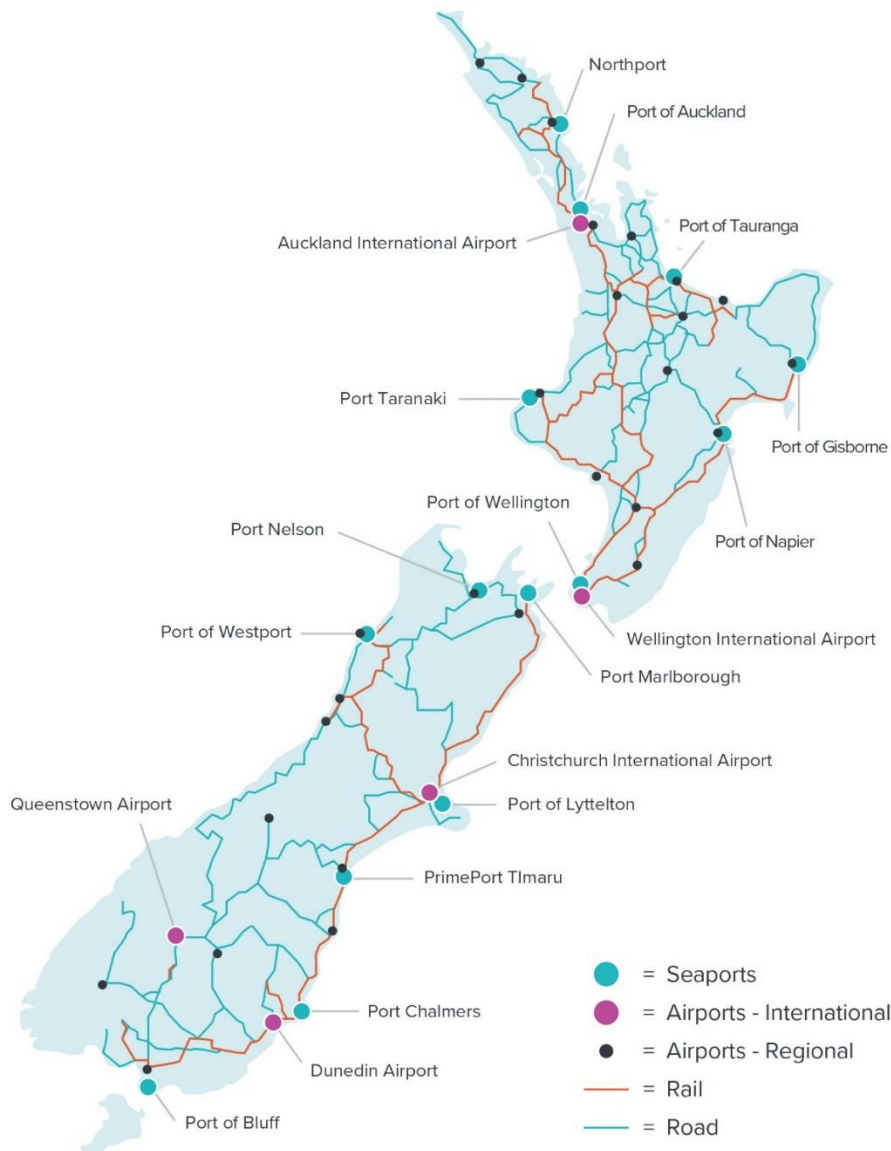 Northport
Port of Auckland
Port of Tauranga
Auckland International Airport
Port Taranaki
Port of Gisborne
Port of Wellington
Port Nelson
Port of Napier
Port of Westport
Wellington International Airport
Port Marlborough
Christchurch International Airport
Queenstown Airport
Port of Lyttelton
PrimePort TImaru
= Seaports
Port Chalmers
= Airports - International
= Airports - Regional
Dunedin Airport
= Rail
Port of Bluff
= Road